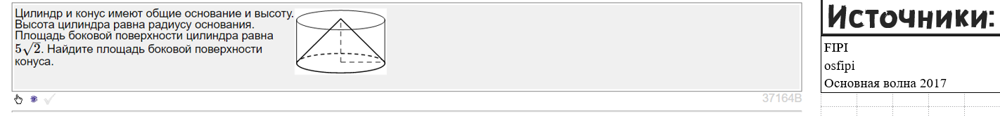 Цилиндр и конус имеют общие основание и высоту.
Высота цилиндра равна радиусу основания.
Площадь боковой поверхности цилиндра равна
5√2. Найдите площадь боковой поверхности
конуса.
37164B
Источники:
FIPI
osfipi
Основная волна 2017